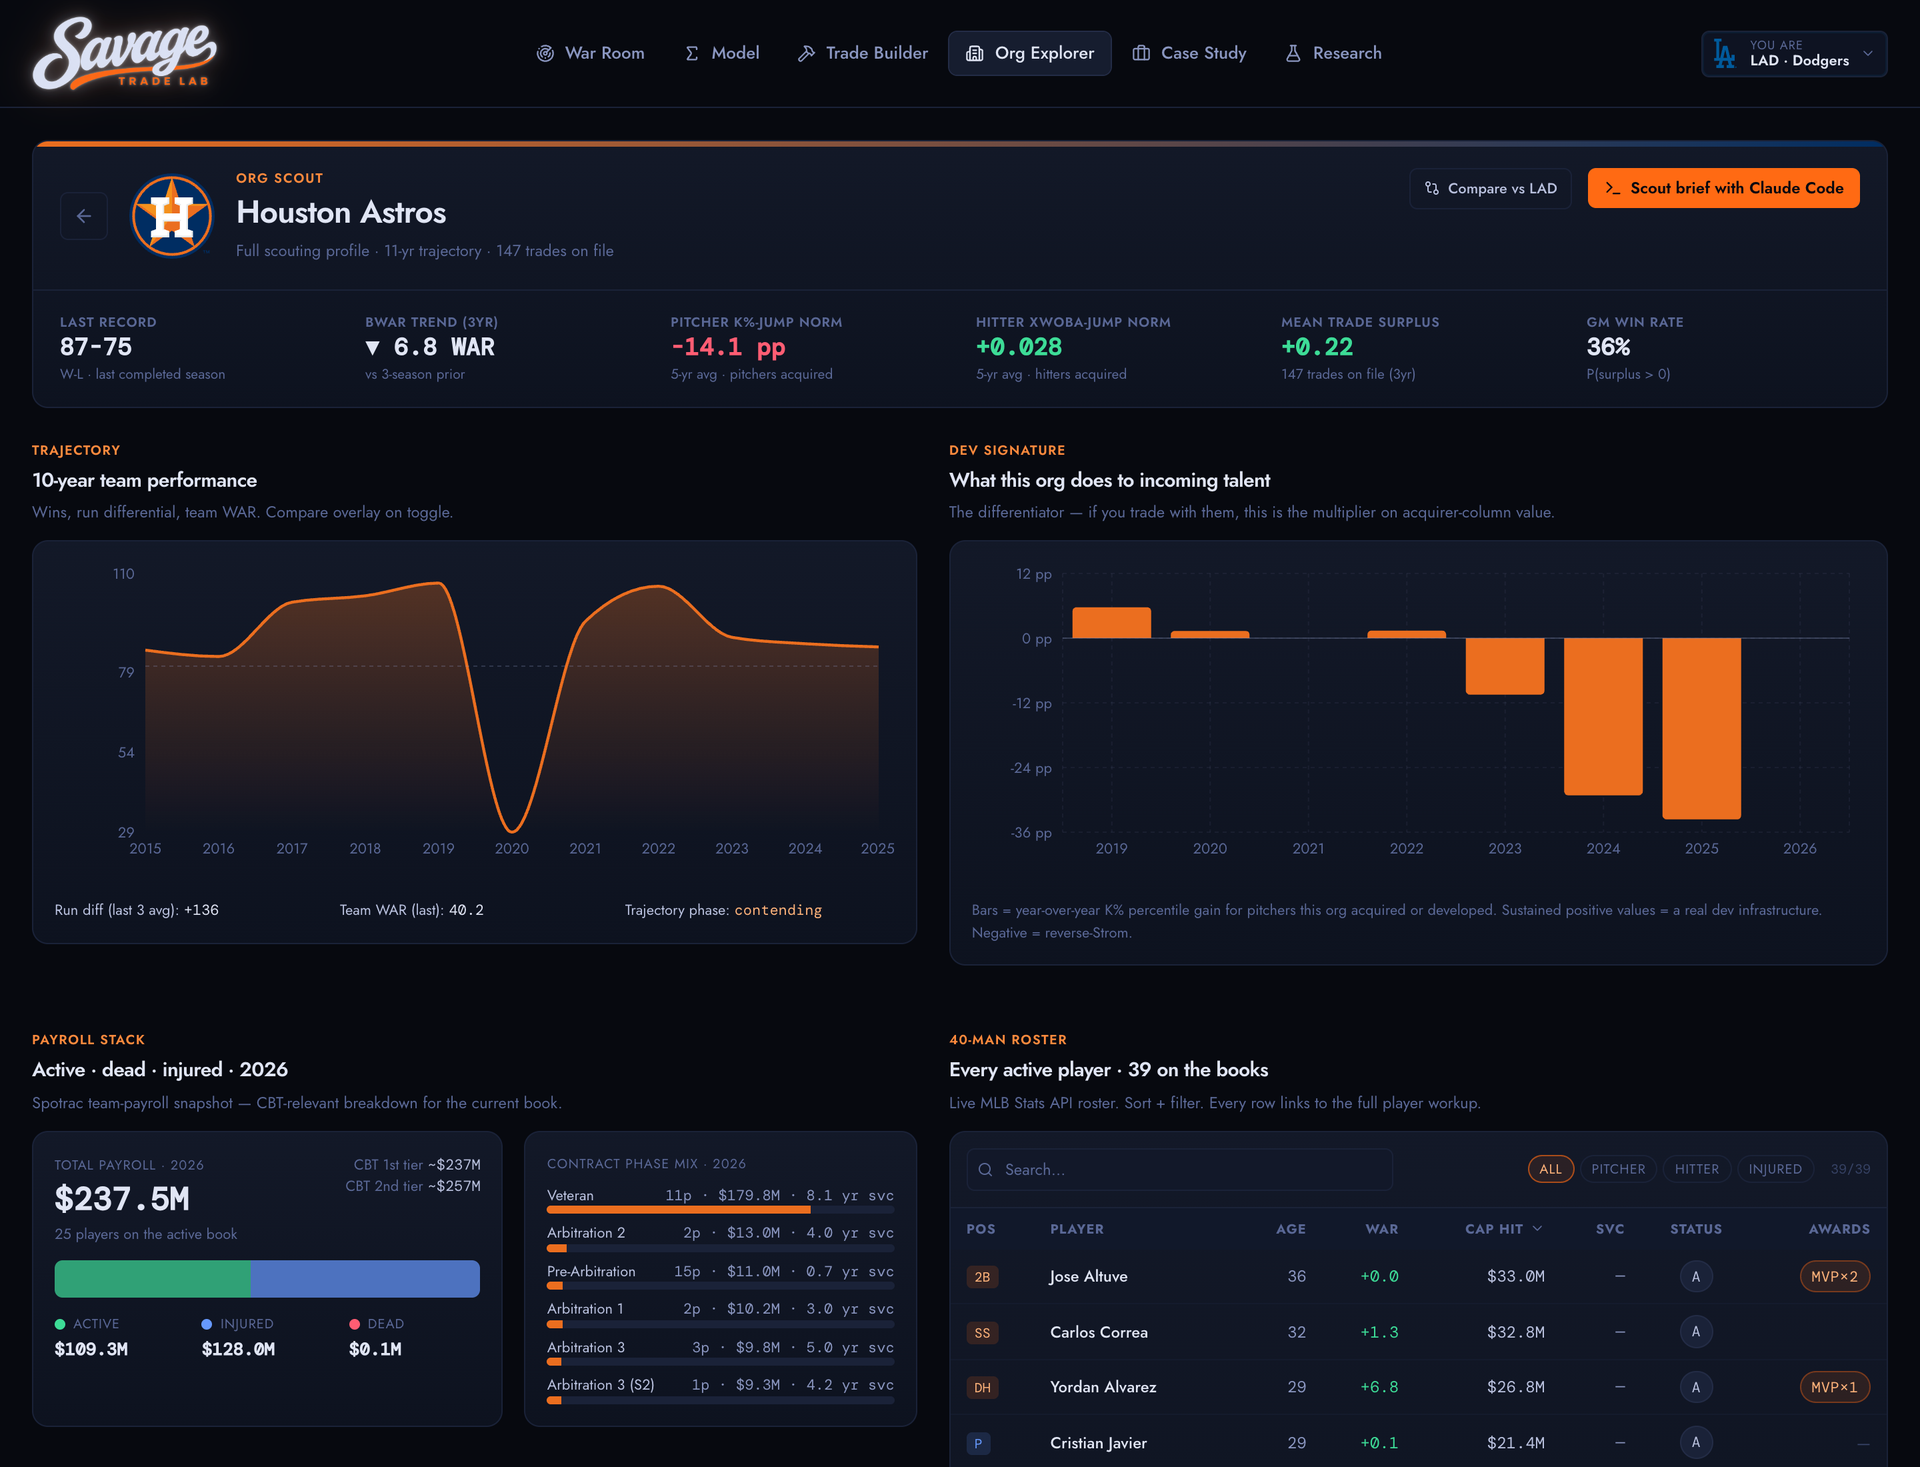 Savage
TRADE LAB
War Room
Model
Trade Builder
Org Explorer
Case Study
Research
LA
YOU ARE
LAD · Dodgers
H
ORG SCOUT
Houston Astros
Full scouting profile · 11-yr trajectory · 147 trades on file
Compare vs LAD
Scout brief with Claude Code
LAST RECORD
87-75
W-L · last completed season
BWAR TREND (3YR)
▼ 6.8 WAR
vs 3-season prior
PITCHER K%-JUMP NORM
-14.1 pp
5-yr avg · pitchers acquired
HITTER XWOBA-JUMP NORM
+0.028
5-yr avg · hitters acquired
MEAN TRADE SURPLUS
+0.22
147 trades on file (3yr)
GM WIN RATE
36%
P(surplus > 0)
TRAJECTORY
10-year team performance
Wins, run differential, team WAR. Compare overlay on toggle.
110
79
54
29
2015 2016 2017 2018 2019 2020 2021 2022 2023 2024 2025
Run diff (last 3 avg): +136
Team WAR (last): 40.2
Trajectory phase: contending
DEV SIGNATURE
What this org does to incoming talent
The differentiator — if you trade with them, this is the multiplier on acquirer-column value.
12 pp
0 pp
-12 pp
-24 pp
-36 pp
2019 2020 2021 2022 2023 2024 2025 2026
Bars = year-over-year K% percentile gain for pitchers this org acquired or developed. Sustained positive values = a real dev infrastructure.
Negative = reverse-Strom.
PAYROLL STACK
Active · dead · injured · 2026
Spotrac team-payroll snapshot — CBT-relevant breakdown for the current book.
TOTAL PAYROLL · 2026
$237.5M
25 players on the active book
CBT 1st tier ~$237M
CBT 2nd tier ~$257M
ACTIVE
$109.3M
INJURED
$128.0M
DEAD
$0.1M
CONTRACT PHASE MIX · 2026
Veteran 11p · $179.8M · 8.1 yr svc
Arbitration 2 2p · $13.0M · 4.0 yr svc
Pre-Arbitration 15p · $11.0M · 0.7 yr svc
Arbitration 1 2p · $10.2M · 3.0 yr svc
Arbitration 3 3p · $9.8M · 5.0 yr svc
Arbitration 3 (S2) 1p · $9.3M · 4.2 yr svc
40-MAN ROSTER
Every active player · 39 on the books
Live MLB Stats API roster. Sort + filter. Every row links to the full player workup.
Search...
ALL
PITCHER
HITTER
INJURED
39/39
POS PLAYER AGE WAR CAP HIT SVC STATUS AWARDS
2B Jose Altuve 36 +0.0 $33.0M — A MVP×2
SS Carlos Correa 32 +1.3 $32.8M — A
DH Yordan Alvarez 29 +6.8 $26.8M — A MVP×1
P Cristian Javier 29 +0.1 $21.4M — A —